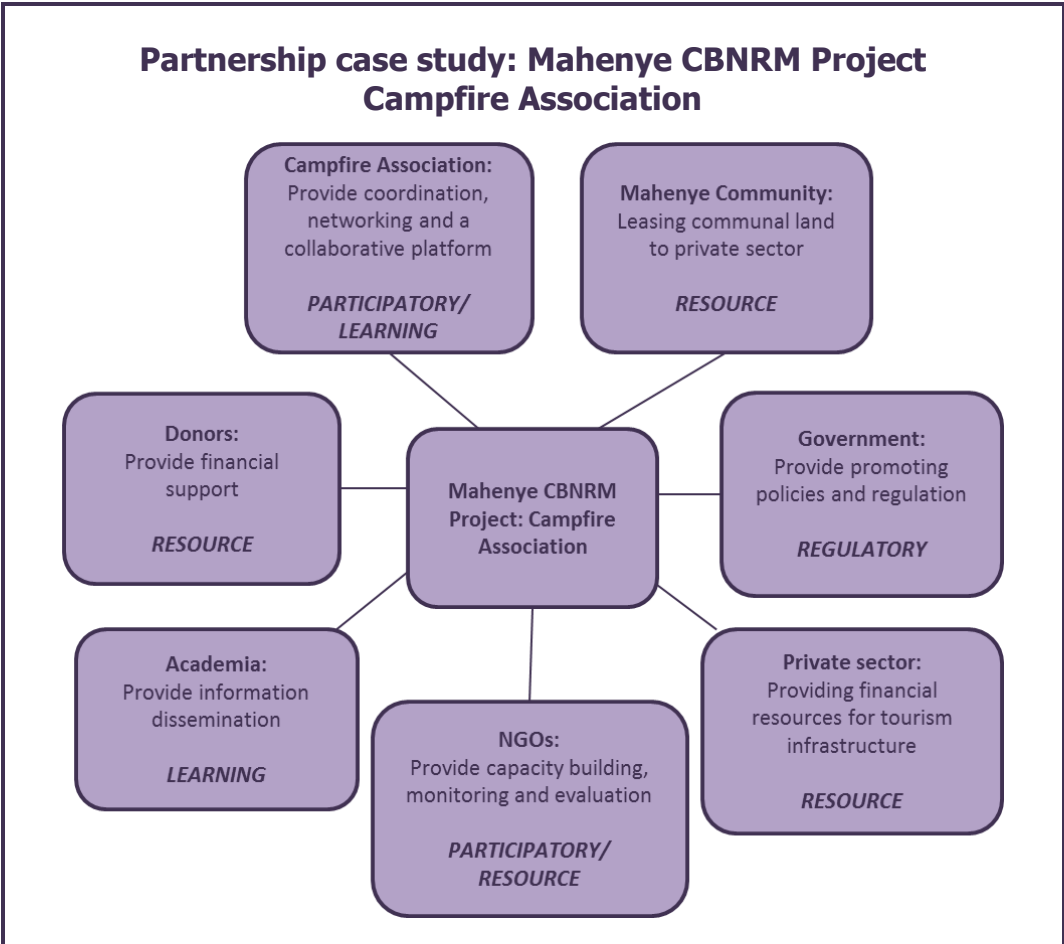 Partnership case study: Mahenye CBNRM Project
Campfire Association
Campfire Association:
Provide coordination,
networking and a
collaborative platform
PARTICIPATORY/
LEARNING
Mahenye Community:
Leasing communal land
to private sector
RESOURCE
Donors:
Provide financial
support
RESOURCE
Mahenye CBNRM
Project: Campfire
Association
Government:
Provide promoting
policies and regulation
REGULATORY
Academia:
Provide information
dissemination
LEARNING
NGOs:
Provide capacity building,
monitoring and evaluation
PARTICIPATORY/
RESOURCE
Private sector:
Providing financial
resources for tourism
infrastructure
RESOURCE